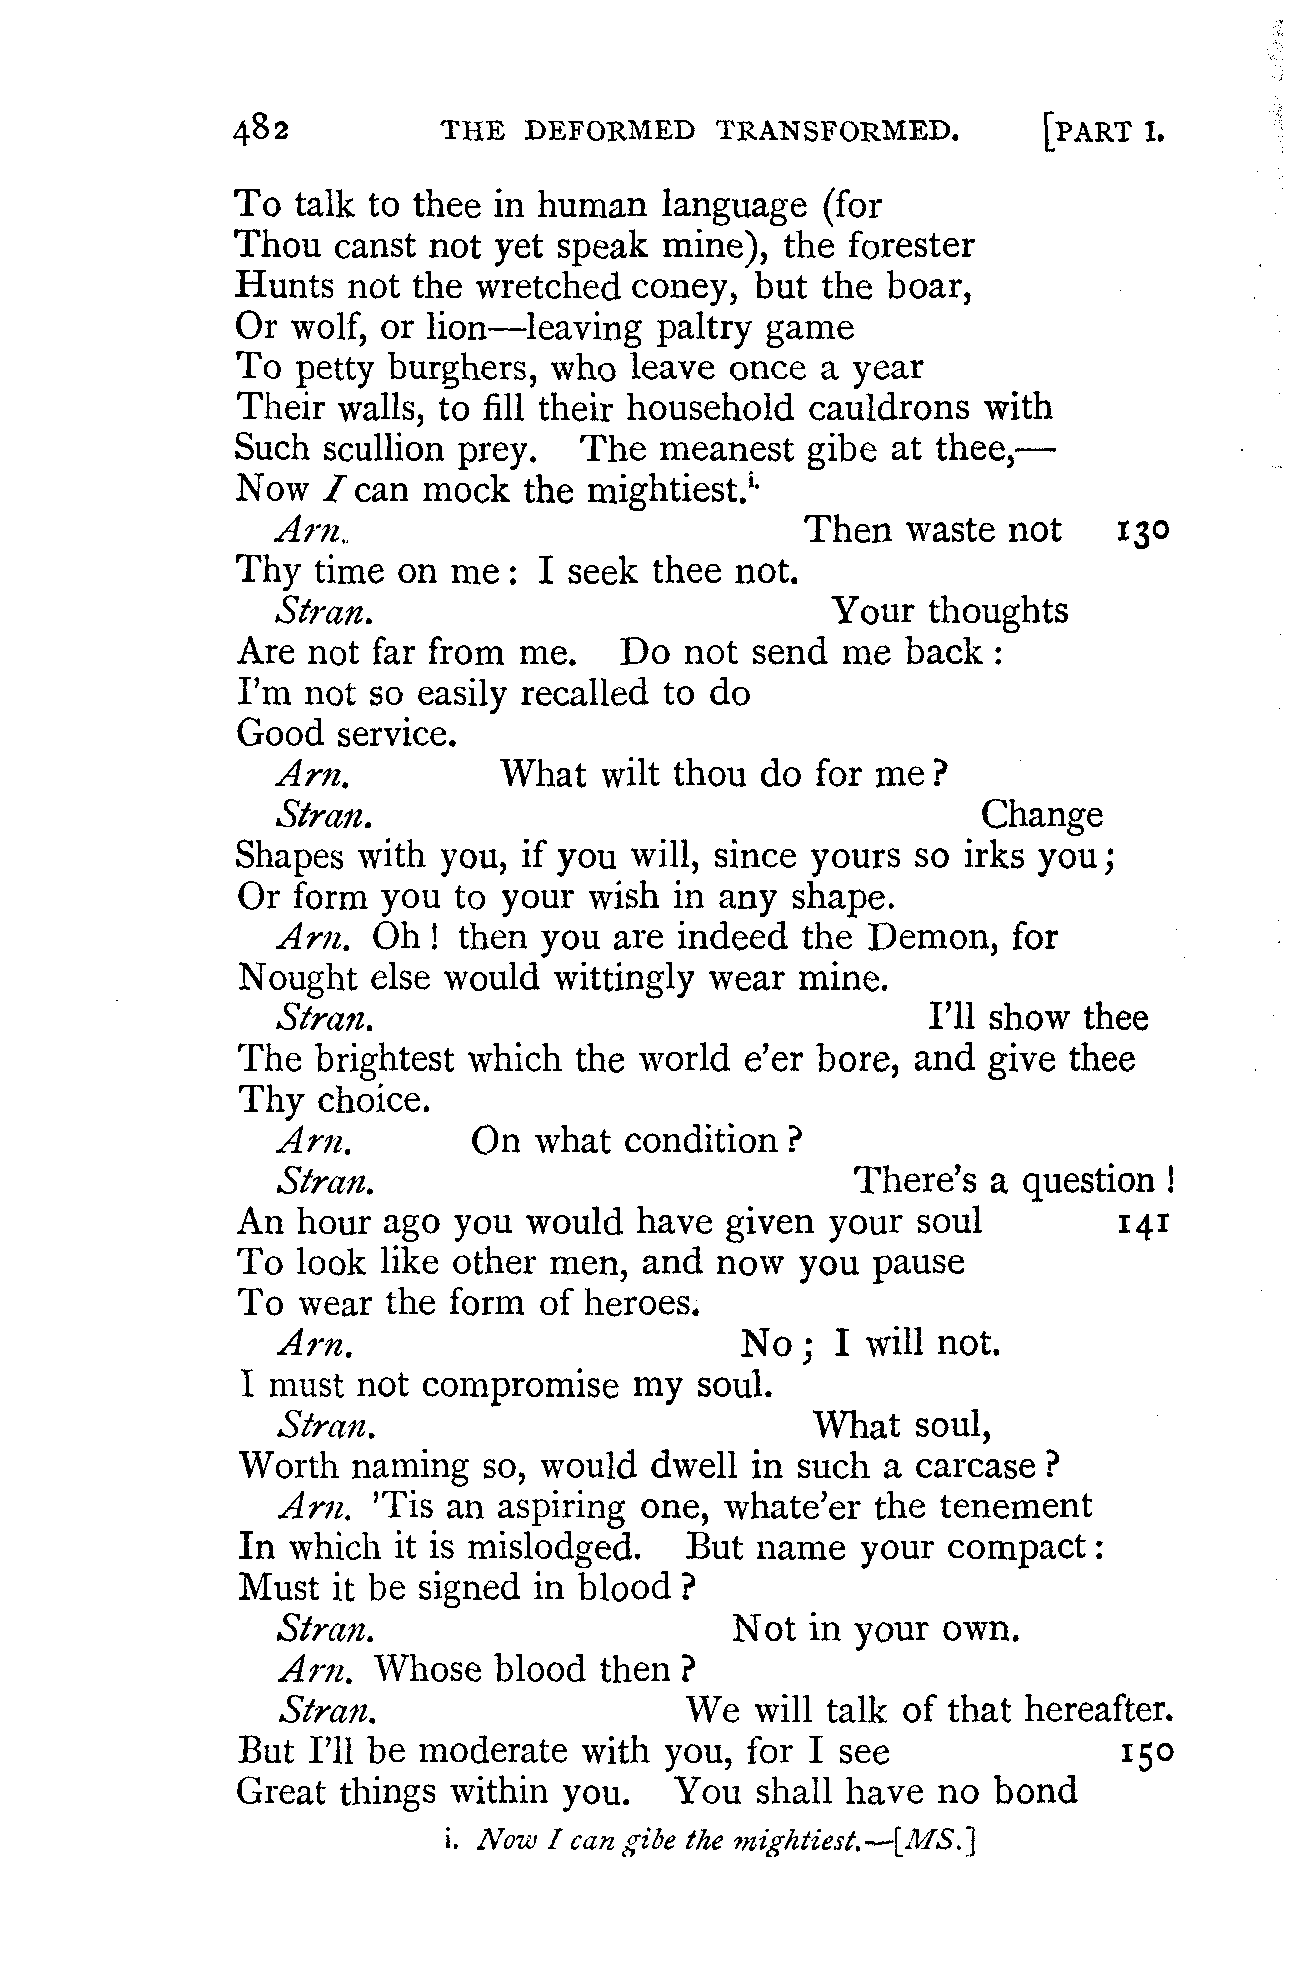 482 THE DEFORMED TRANSFORMED. [PART I.
To talk to thee in human language (for
Thou canst not yet speak mine), the forester
Hunts not the wretched coney, but the boar,
Or wolf, or lion—leaving paltry game
To petty burghers, who leave once a year
Their walls, to fill their household cauldrons with
Such scullion prey. The meanest gibe at thee,—
Now I can mock the mightiest.i.
Arn. Then waste not 130
Thy time on me: I seek thee not.
Stran. Your thoughts
Are not far from me. Do not send me back:
I'm not so easily recalled to do
Good service.
Arn. What wilt thou do for me?
Stran. Change
Shapes with you, if you will, since yours so irks you;
Or form you to your wish in any shape.
Arn. Oh! then you are indeed the Demon, for
Nought else would wittingly wear mine.
Stran. I'll show thee
The brightest which the world e'er bore, and give thee
Thy choice.
Arn. On what condition?
Stran. There's a question!
An hour ago you would have given your soul 141
To look like other men, and now you pause
To wear the form of heroes.
Arn. No; I will not.
I must not compromise my soul.
Stran. What soul,
Worth naming so, would dwell in such a carcase?
Arn. 'Tis an aspiring one, whate'er the tenement
In which it is mislodged. But name your compact:
Must it be signed in blood?
Stran. Not in your own.
Arn. Whose blood then?
Stran. We will talk of that hereafter.
But I'll be moderate with you, for I see 150
Great things within you. You shall have no bond
i. Now I can gibe the mightiest.—[MS.]